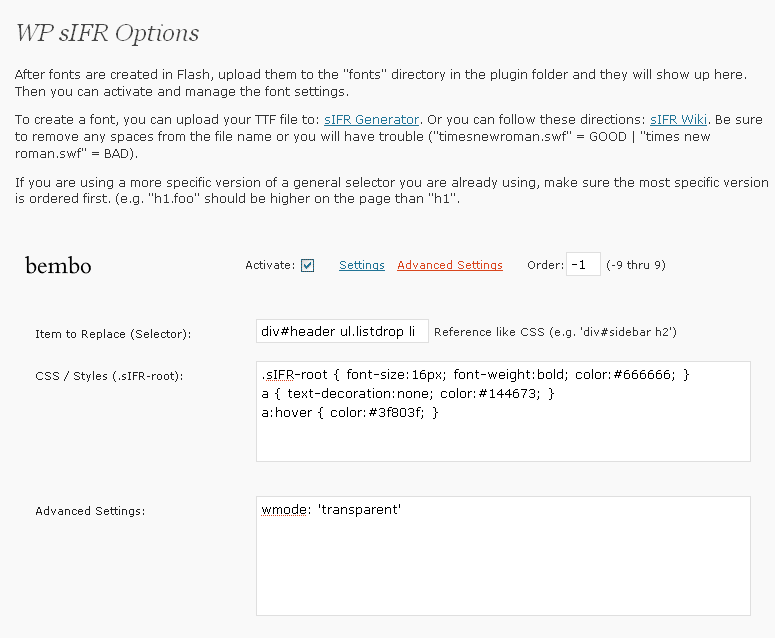 WP sIFR Options
After fonts are created in Flash, upload them to the "fonts" directory in the plugin folder and they will show up here.
Then you can activate and manage the font settings.
To create a font, you can upload your TTF file to: sIFR Generator. Or you can follow these directions: sIFR Wiki. Be sure
to remove any spaces from the file name or you will have trouble ("timesnewroman.swf" = GOOD | "times new
roman.swf" = BAD).
If you are using a more specific version of a general selector you are already using, make sure the most specific version
is ordered first. (e.g. "h1.foo" should be higher on the page than "h1".
bembo Activate: Settings Advanced Settings Order: -1 (-9 thru 9)
Item to Replace (Selector): div#header ul.listdrop li Reference like CSS (e.g. 'div#sidebar h2')
CSS / Styles (.sIFR-root): .sIFR-root { font-size:16px; font-weight:bold; color:#666666; }
a { text-decoration:none; color:#144673; }
a:hover { color:#3f803f; }
Advanced Settings: wmode: 'transparent'